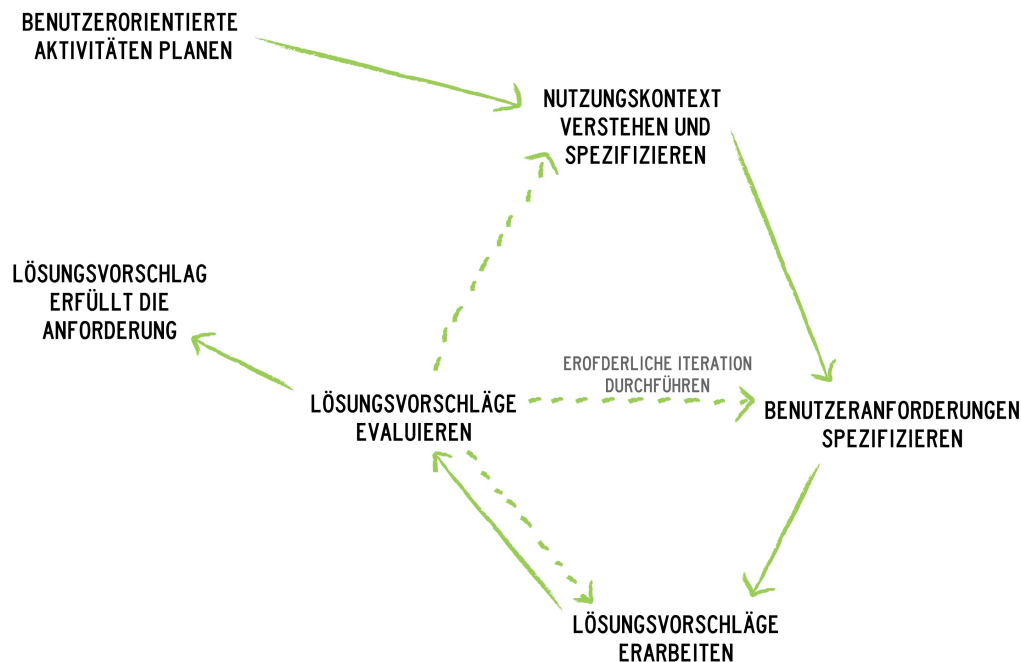 BENUTZERORIENTIERTE
AKTIVITÄTEN PLANEN
NUTZUNGSKONTEXT
VERSTEHEN UND
SPEZIFIZIEREN
LÖSUNGSVORSCHLAG
ERFÜLLT DIE
ANFORDERUNG
EROFDERLICHE ITERATION
DURCHFÜHREN
LÖSUNGSVORSCHLÄGE
EVALUIEREN
BENUTZERANFORDERUNGEN
SPEZIFIZIEREN
LÖSUNGSVORSCHLÄGE
ERARBEITEN